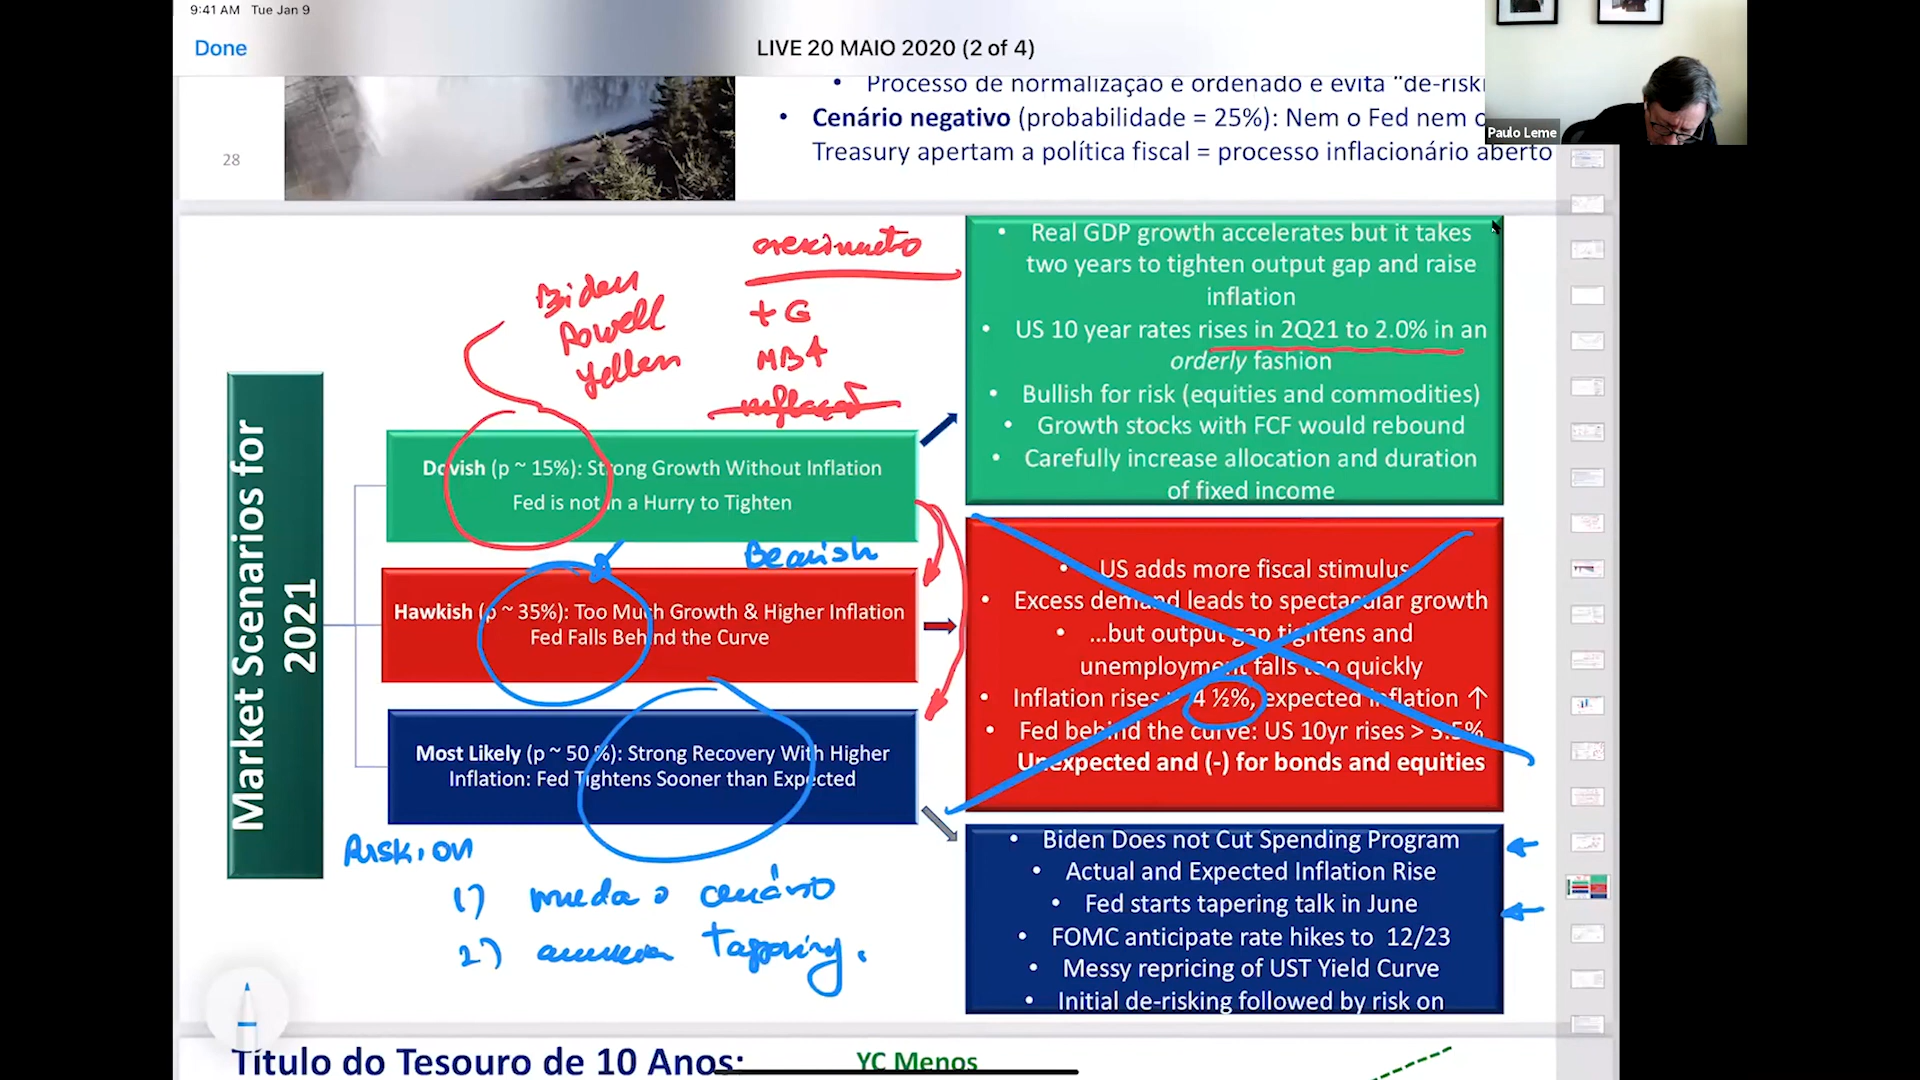 9:41 AM Tue Jan 9
Done
LIVE 20 MAIO 2020 (2 of 4)
• Processo de normalização é ordenado e evita "de-riski
• Cenário negativo (probabilidade = 25%): Nem o Fed nem o
Treasury apertam a política fiscal = processo inflacionário aberto
28
Paulo Leme
Market Scenarios for
2021
crescimento
+ G
MB↑
inflação
Biden
Powell
Yellen
Dovish (p ~ 15%): Strong Growth Without Inflation
Fed is not in a Hurry to Tighten
Bearish
Hawkish (p ~ 35%): Too Much Growth & Higher Inflation
Fed Falls Behind the Curve
Most Likely (p ~ 50 %): Strong Recovery With Higher
Inflation: Fed Tightens Sooner than Expected
Risk, on
1) muda o cenário
2) tapering.
• Real GDP growth accelerates but it takes
two years to tighten output gap and raise
inflation
• US 10 year rates rises in 2Q21 to 2.0% in an
orderly fashion
• Bullish for risk (equities and commodities)
• Growth stocks with FCF would rebound
• Carefully increase allocation and duration
of fixed income
• US adds more fiscal stimulus
• Excess demand leads to spectacular growth
• ...but output gap tightens and
unemployment falls too quickly
• Inflation rises > 4 ½%, expected inflation ↑
• Fed behind the curve: US 10yr rises > 3.5%
Unexpected and (-) for bonds and equities
• Biden Does not Cut Spending Program
• Actual and Expected Inflation Rise
• Fed starts tapering talk in June
• FOMC anticipate rate hikes to 12/23
• Messy repricing of UST Yield Curve
• Initial de-risking followed by risk on
Título do Tesouro de 10 Anos:
YC Menos